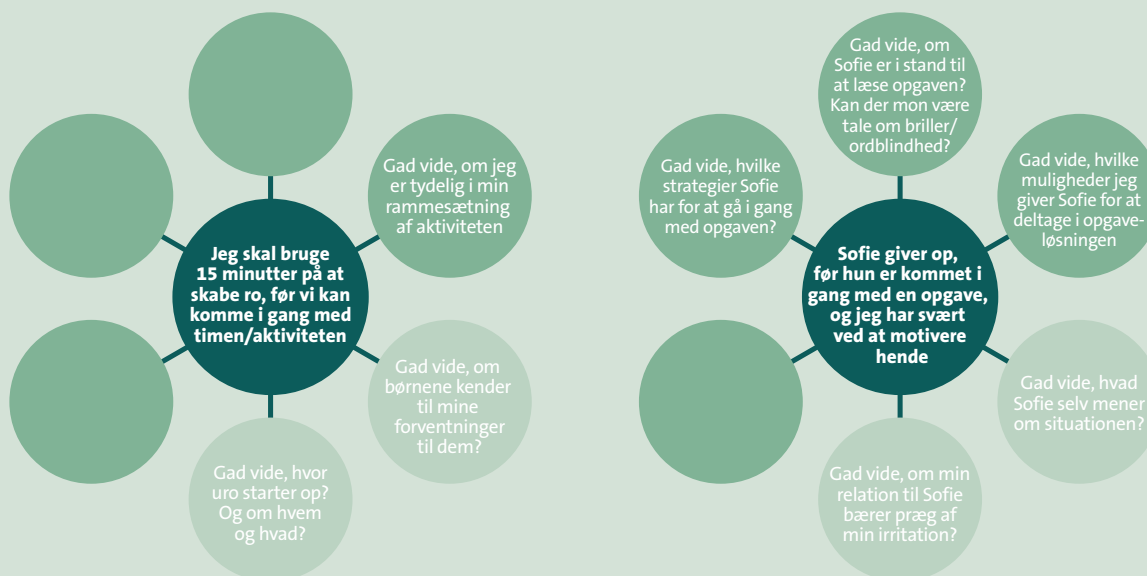 Gad vide, om jeg
er tydelig i min
rammesætning
af aktiviteten
Jeg skal bruge
15 minutter på at
skabe ro, før vi kan
komme i gang med
timen/aktiviteten
Gad vide, om
børnene kender
til mine
forventninger
til dem?
Gad vide, hvor
uro starter op?
Og om hvem
og hvad?
Gad vide, om
Sofie er i stand til
at læse opgaven?
Kan der mon være
tale om briller/
ordblindhed?
Gad vide, hvilke
strategier Sofie
har for at gå i gang
med opgaven?
Gad vide, hvilke
muligheder jeg
giver Sofie for at
deltage i opgave-
løsningen
Sofie giver op,
før hun er kommet i
gang med en opgave,
og jeg har svært
ved at motivere
hende
Gad vide, hvad
Sofie selv mener
om situationen?
Gad vide, om min
relation til Sofie
bærer præg af
min irritation?